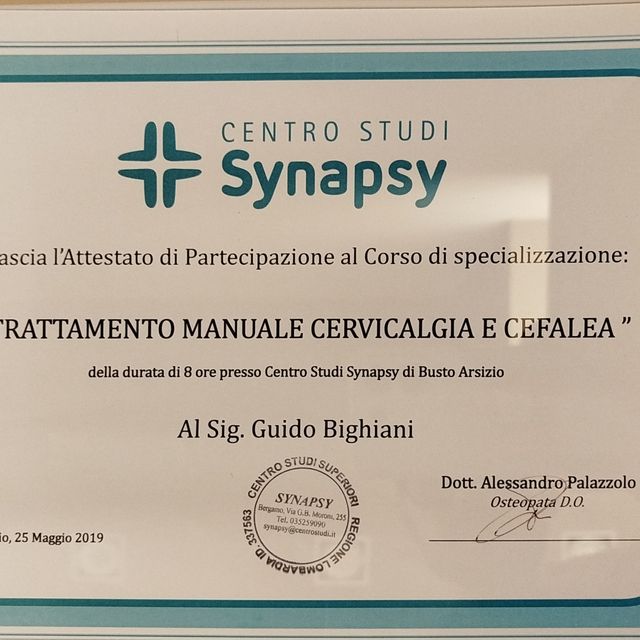 CENTRO STUDI
Synapsy
ascia l'Attestato di Partecipazione al Corso di specializzazione:
TRATTAMENTO MANUALE CERVICALGIA E CEFALEA ”
della durata di 8 ore presso Centro Studi Synapsy di Busto Arsizio
Al Sig. Guido Bighiani
CENTRO STUDI SUPERIORI
SYNAPSY
Bergamo, Via G.B. Moroni, 255
Tel. 035259090
synapsy@centrostudi.it
REGIONE LOMBARDIA ID. 337563
Dott. Alessandro Palazzolo
Osteopata D.O.
io, 25 Maggio 2019